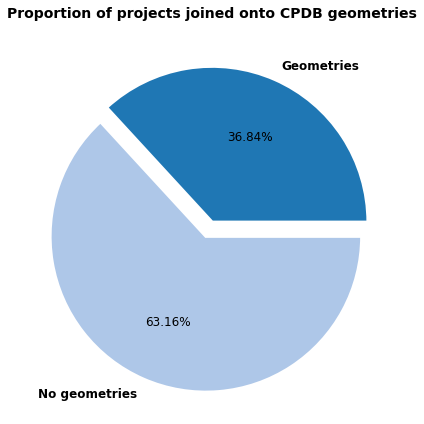 Proportion of projects joined onto CPDB geometries
Geometries
36.84%
63.16%
No geometries